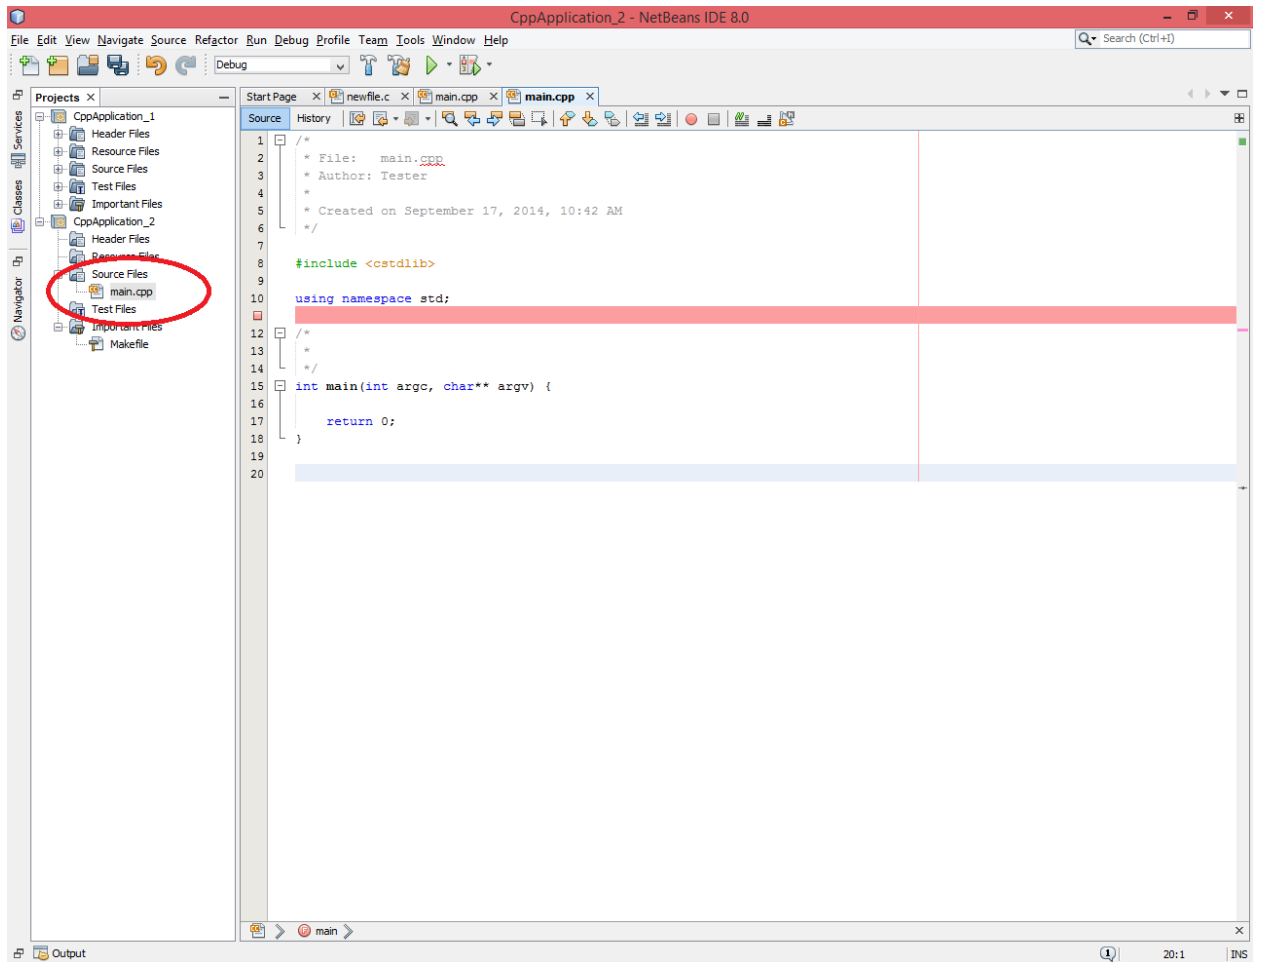 CppApplication_2 - NetBeans IDE 8.0
File Edit View Navigate Source Refactor Run Debug Profile Team Tools Window Help
Search (Ctrl+I)
Debug
Projects
Start Page newfile.c main.cpp main.cpp
Source History
Services
Classes
Navigator
CppApplication_1
Header Files
Resource Files
Source Files
Test Files
Important Files
CppApplication_2
Header Files
Resource Files
Source Files
main.cpp
Test Files
Important Files
Makefile
1 /*
2 * File: main.cpp
3 * Author: Tester
4 *
5 * Created on September 17, 2014, 10:42 AM
6 */
7
8 #include <cstdlib>
9
10 using namespace std;
12 /*
13 *
14 */
15 int main(int argc, char** argv) {
16
17 return 0;
18 }
19
20
main
Output
1
20:1
INS